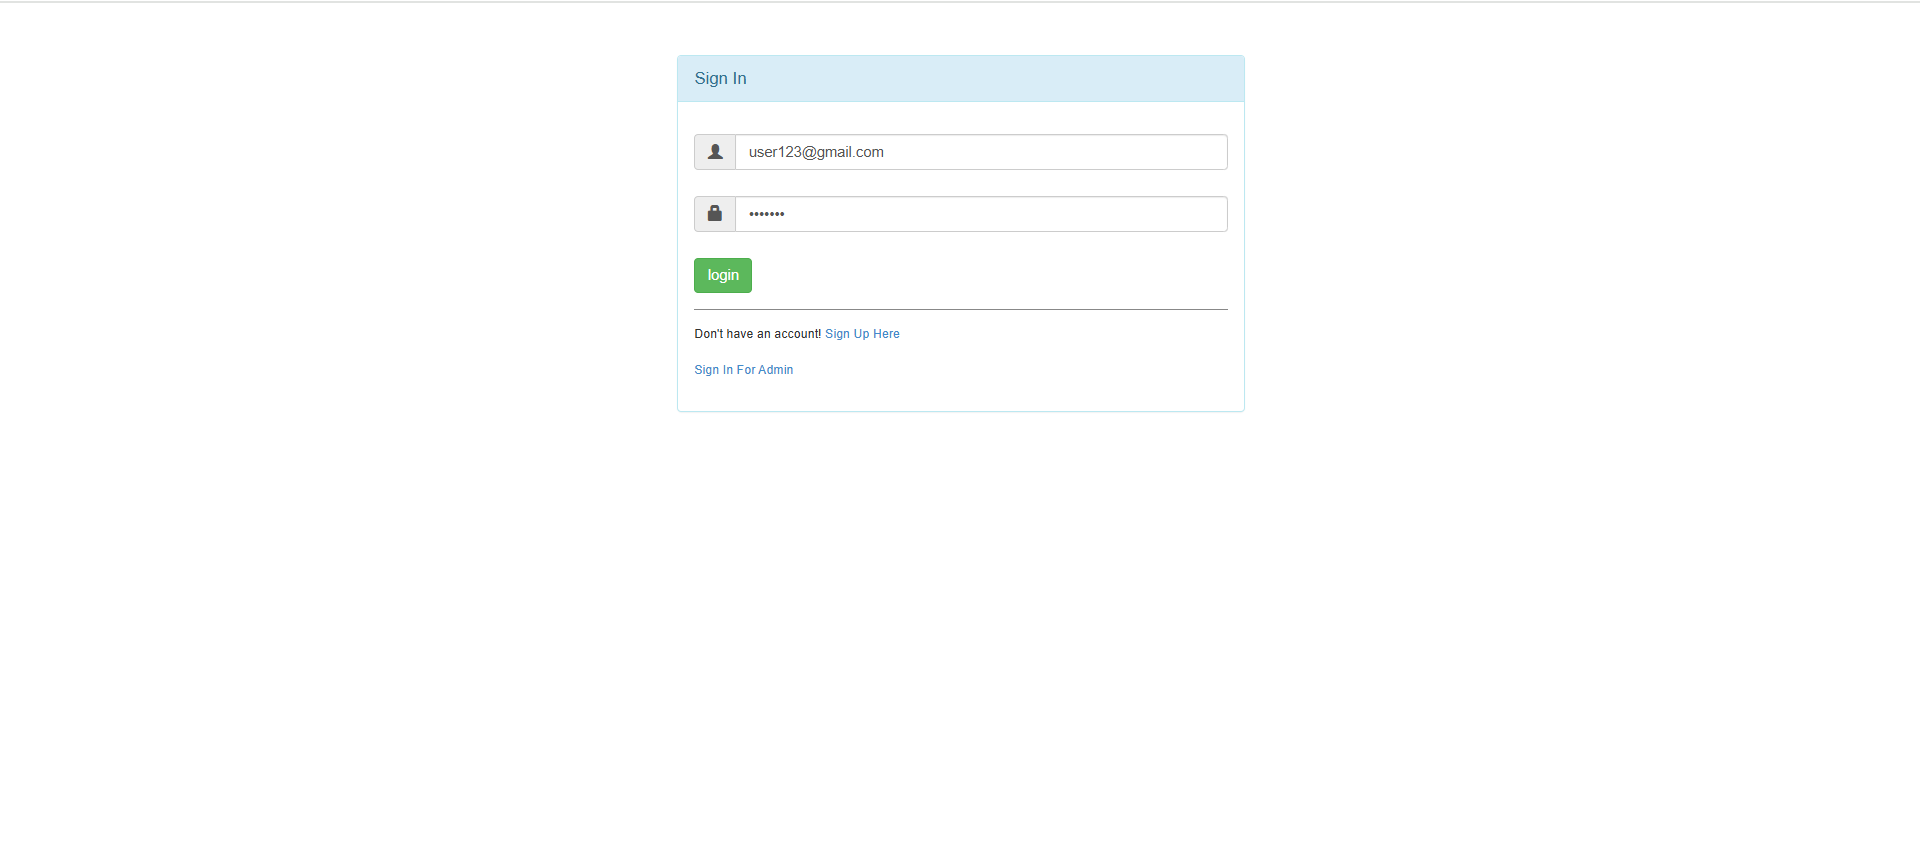 Sign In
user123@gmail.com
•••••••
login
Don't have an account! Sign Up Here
Sign In For Admin